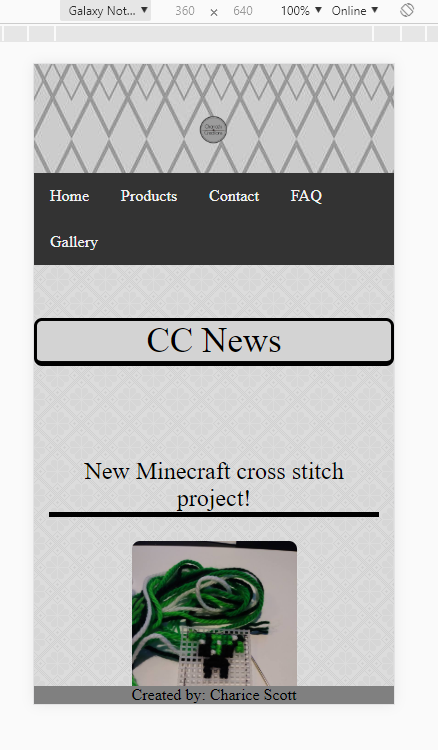 Galaxy Not... ▼ 360 × 640 100% ▼ Online ▼
Home Products Contact FAQ
Gallery
CC News
New Minecraft cross stitch
project!
Created by: Charice Scott